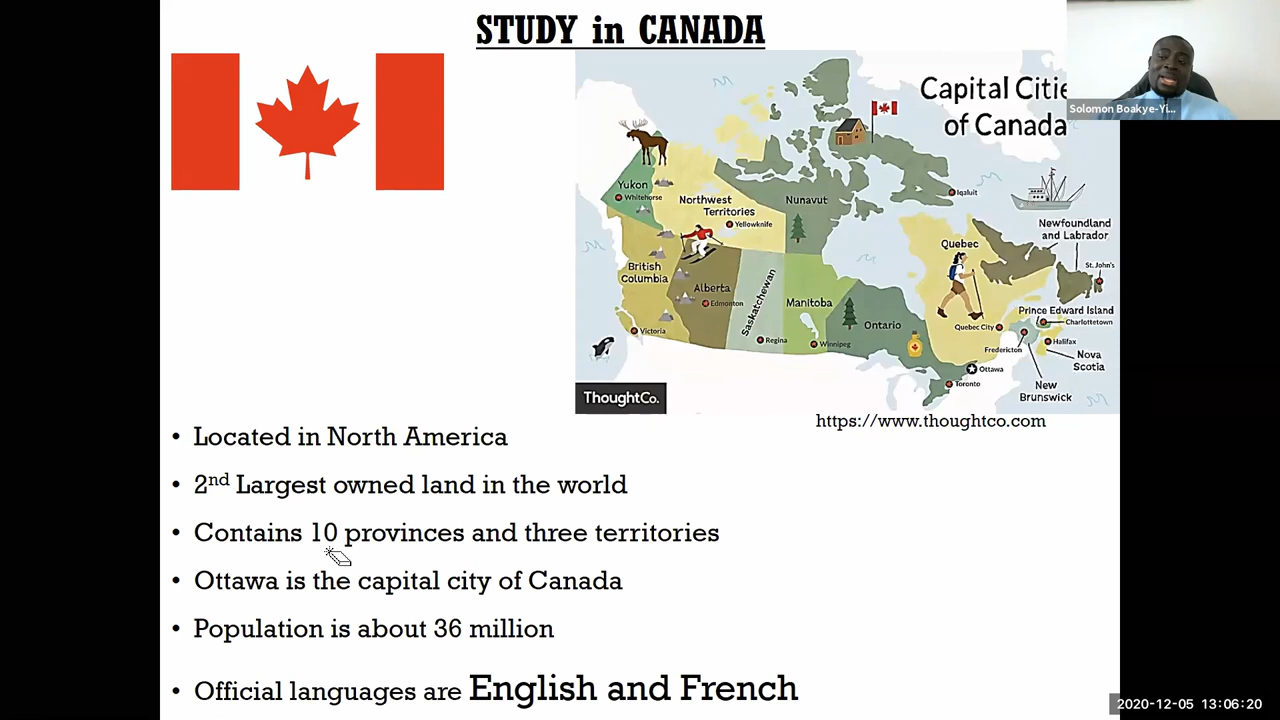 STUDY in CANADA
Capital Citie
of Canada
Solomon Boakye-Yi...
Yukon
Whitehorse
Northwest
Territories
Yellowknife
Nunavut
Iqaluit
British
Columbia
Victoria
Alberta
Edmonton
Saskatchewan
Regina
Manitoba
Winnipeg
Ontario
Ottawa
Toronto
Quebec
Quebec City
Newfoundland
and Labrador
St. John's
Prince Edward Island
Charlottetown
Fredericton
Halifax
Nova
Scotia
New
Brunswick
ThoughtCo.
https://www.thoughtco.com
• Located in North America
• 2nd Largest owned land in the world
• Contains 10 provinces and three territories
• Ottawa is the capital city of Canada
• Population is about 36 million
• Official languages are English and French
2020-12-05 13:06:20